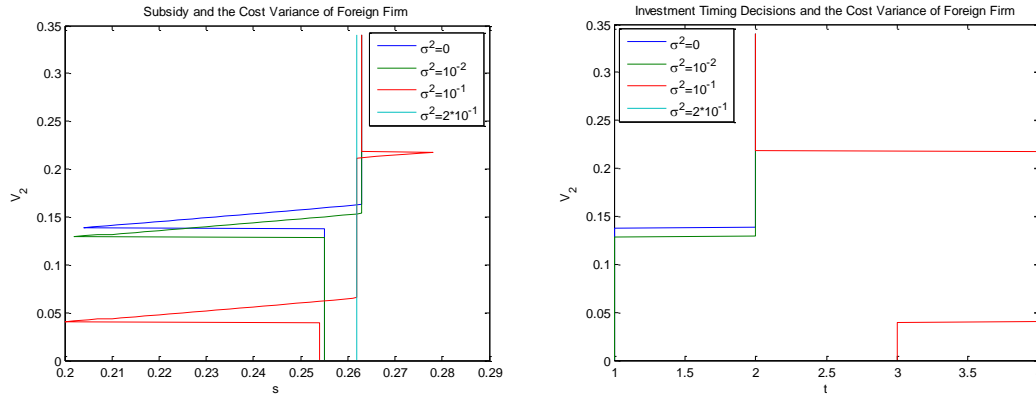 Subsidy and the Cost Variance of Foreign Firm
0.35
0.3
0.25
0.2
0.15
0.1
0.05
0
V₂
σ²=0
σ²=10⁻²
σ²=10⁻¹
σ²=2*10⁻¹
0.2 0.21 0.22 0.23 0.24 0.25 0.26 0.27 0.28 0.29
s
Investment Timing Decisions and the Cost Variance of Foreign Firm
0.35
0.3
0.25
0.2
0.15
0.1
0.05
0
V₂
σ²=0
σ²=10⁻²
σ²=10⁻¹
σ²=2*10⁻¹
1 1.5 2 2.5 3 3.5
t